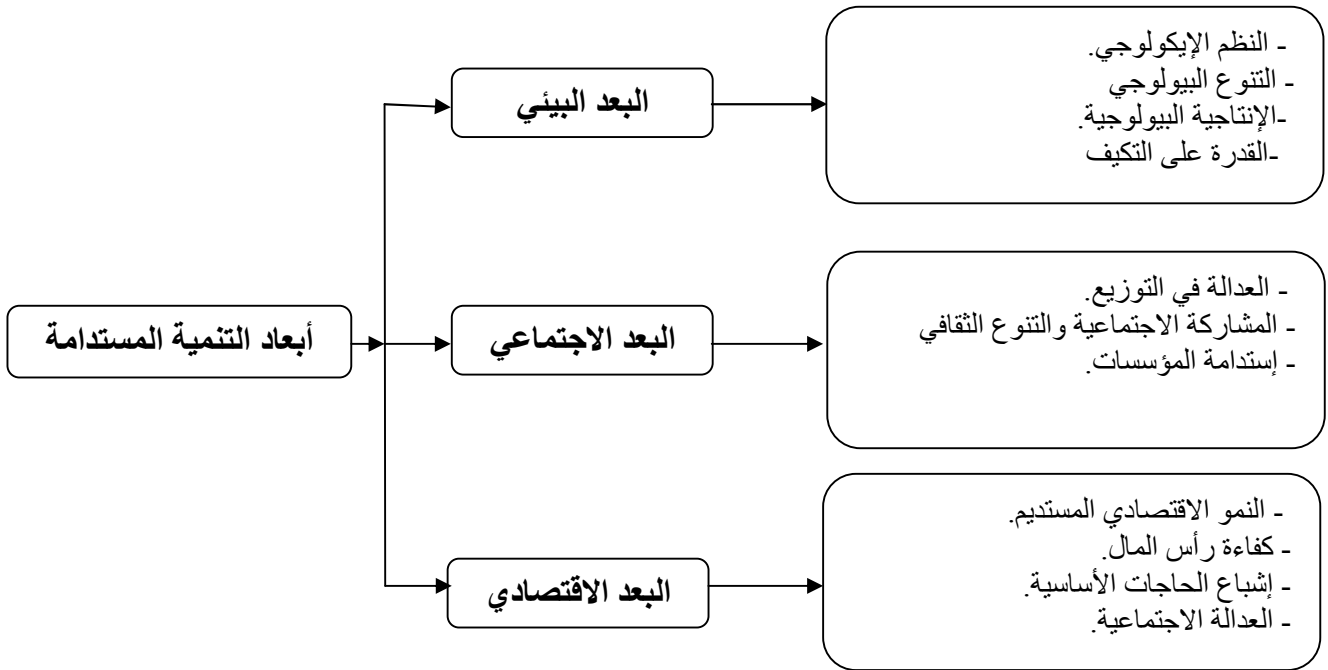 أبعاد التنمية المستدامة
البعد البيئي
- النظم الإيكولوجي.
- التنوع البيولوجي
-الإنتاجية البيولوجية.
-القدرة على التكيف
البعد الاجتماعي
- العدالة في التوزيع.
- المشاركة الاجتماعية والتنوع الثقافي
- إستدامة المؤسسات.
البعد الاقتصادي
- النمو الاقتصادي المستديم.
- كفاءة رأس المال.
- إشباع الحاجات الأساسية.
- العدالة الاجتماعية.